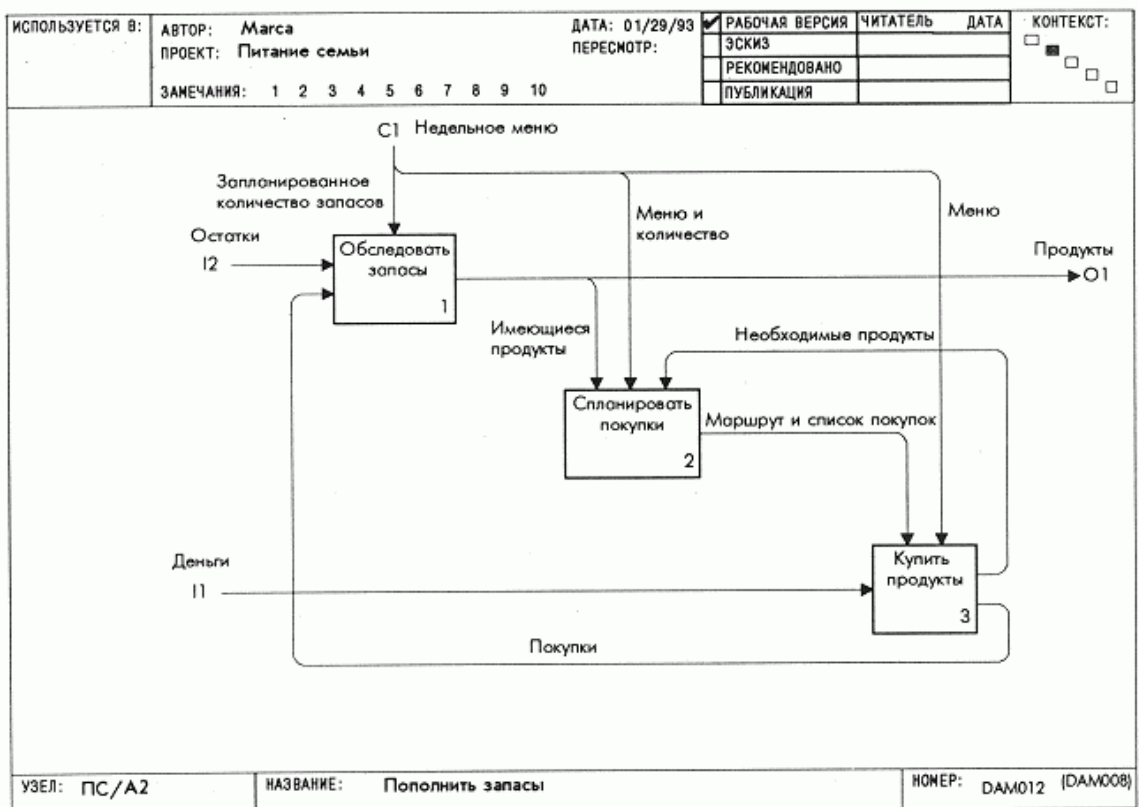 ИСПОЛЬЗУЕТСЯ В:
АВТОР: Marca
ДАТА: 01/29/93
ПРОЕКТ: Питание семьи
ПЕРЕСМОТР:
ЗАМЕЧАНИЯ: 1 2 3 4 5 6 7 8 9 10
РАБОЧАЯ ВЕРСИЯ
ЭСКИЗ
РЕКОМЕНДОВАНО
ПУБЛИКАЦИЯ
ЧИТАТЕЛЬ ДАТА
КОНТЕКСТ:
C1 Недельное меню
Запланированное
количество запасов
Меню и
количество
Меню
Остатки
I2
Обследовать
запасы
1
Продукты
O1
Имеющиеся
продукты
Необходимые продукты
Спланировать
покупки
2
Маршрут и список покупок
Деньги
I1
Купить
продукты
3
Покупки
УЗЕЛ: ПС/А2
НАЗВАНИЕ: Пополнить запасы
НОМЕР: DAM012 (DAM008)